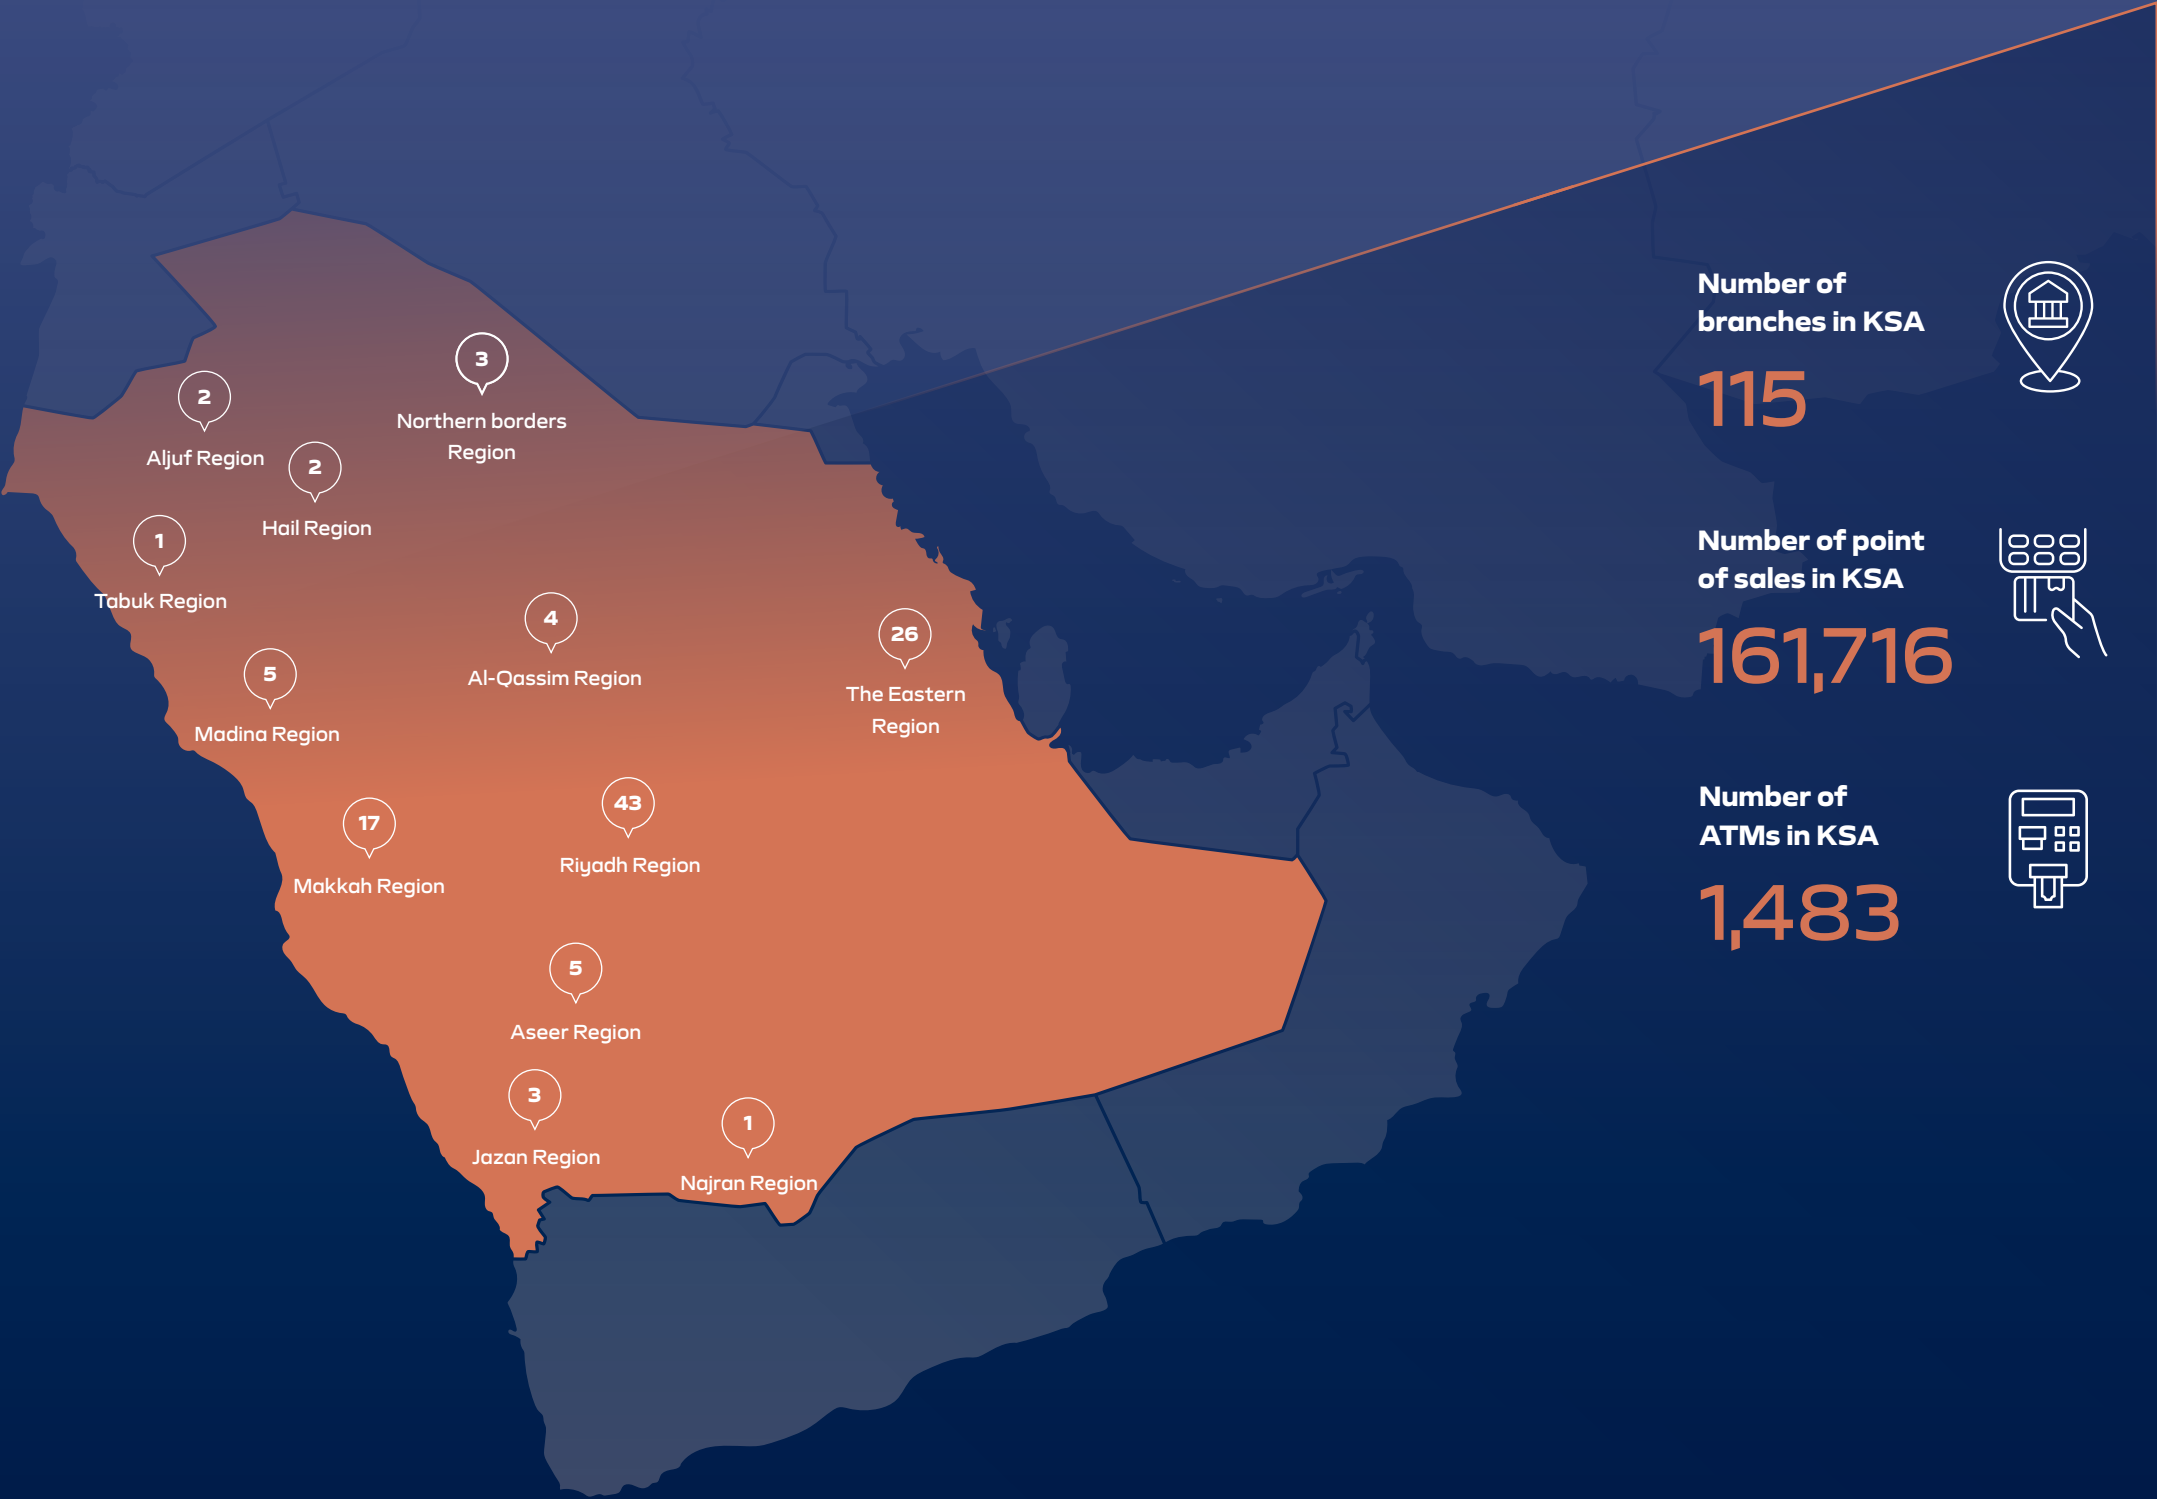 3
Northern borders
Region
2
Aljuf Region
2
Hail Region
1
Tabuk Region
4
Al-Qassim Region
26
The Eastern
Region
5
Madina Region
43
Riyadh Region
17
Makkah Region
5
Aseer Region
3
Jazan Region
1
Najran Region
Number of
branches in KSA
115
Number of point
of sales in KSA
161,716
Number of
ATMs in KSA
1,483